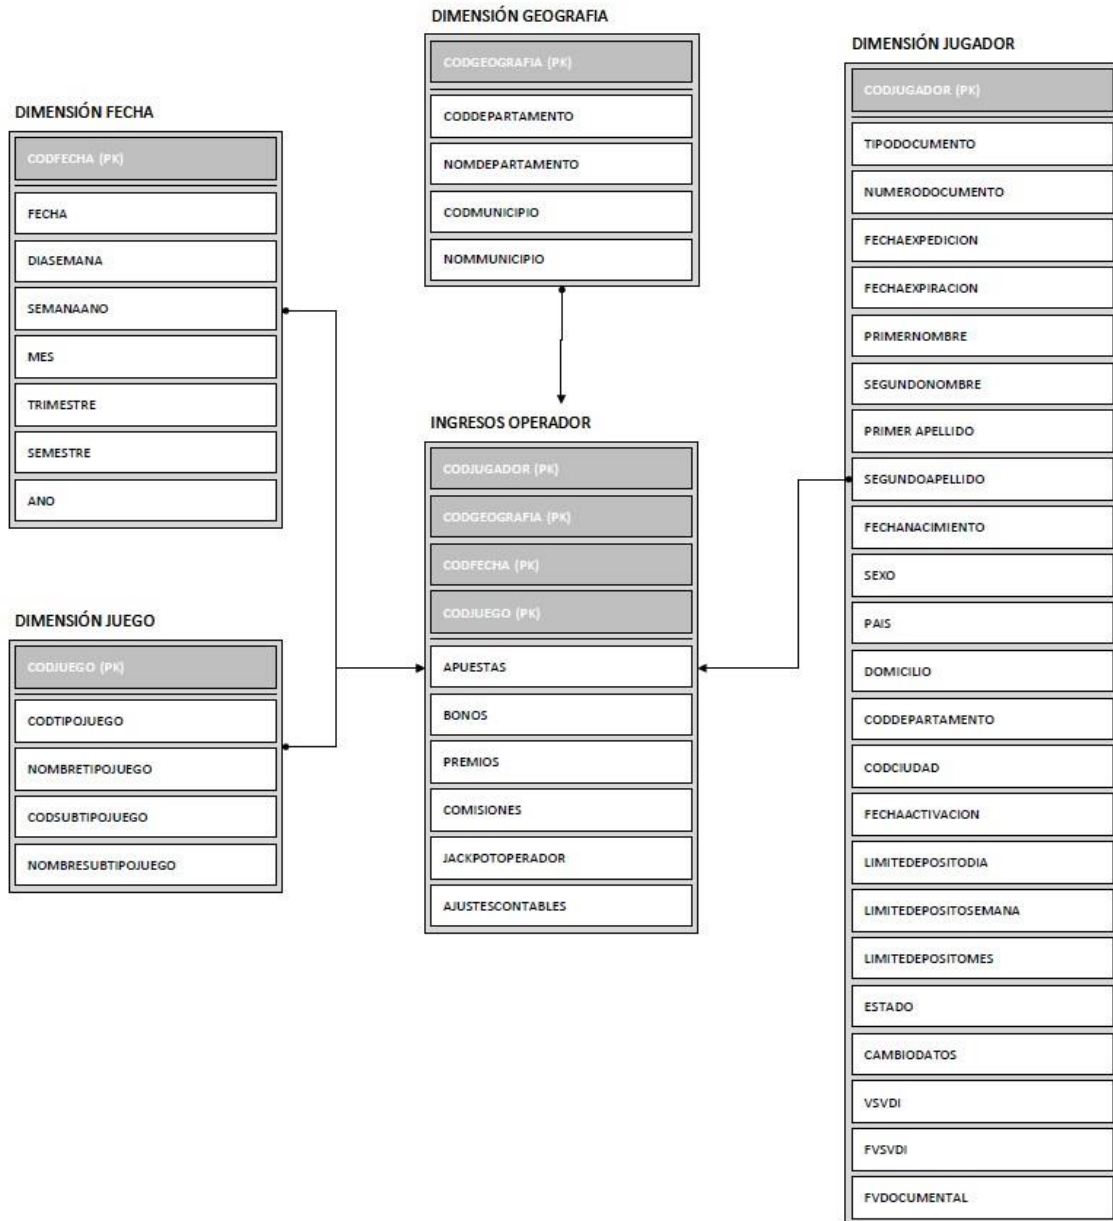 DIMENSIÓN GEOGRAFIA
CODGEOGRAFIA (PK)
CODDEPARTAMENTO
NOMDEPARTAMENTO
CODMUNICIPIO
NOMMUNICIPIO
DIMENSIÓN JUGADOR
CODJUGADOR (PK)
TIPODOCUMENTO
NUMERODOCUMENTO
FECHAEXPEDICION
FECHAEXPIRACION
PRIMERNOMBRE
SEGUNDONOMBRE
PRIMER APELLIDO
SEGUNDOAPELLIDO
FECHANACIMIENTO
SEXO
PAIS
DOMICILIO
CODDEPARTAMENTO
CODCIUDAD
FECHAACTIVACION
LIMITEDEPOSITODIA
LIMITEDEPOSITOSEMANA
LIMITEDEPOSITOMES
ESTADO
CAMBIODATOS
VSVDI
FVSVDI
FVDOCUMENTAL
DIMENSIÓN FECHA
CODFECHA (PK)
FECHA
DIASEMANA
SEMANAANO
MES
TRIMESTRE
SEMESTRE
ANO
INGRESOS OPERADOR
CODJUGADOR (PK)
CODGEOGRAFIA (PK)
CODFECHA (PK)
CODJUEGO (PK)
APUESTAS
BONOS
PREMIOS
COMISIONES
JACKPOTOPERADOR
AJUSTESCONTABLES
DIMENSIÓN JUEGO
CODJUEGO (PK)
CODTIPOJUEGO
NOMBRETIPOJUEGO
CODSUBTIPOJUEGO
NOMBRESUBTIPOJUEGO